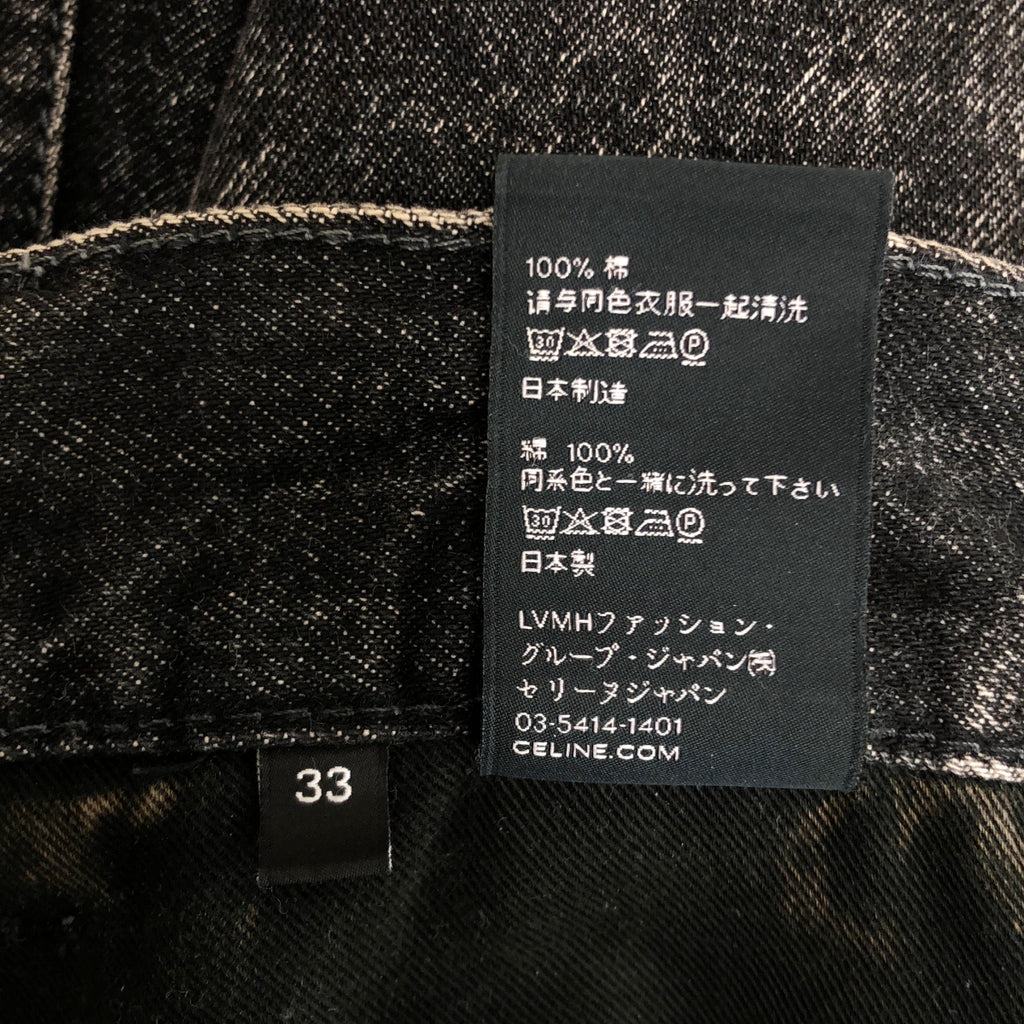 100% 棉
请与同色衣服一起清洗
30 P
日本制造
綿 100%
同系色と一緒に洗って下さい
30 P
日本製
LVMHファッション・
グループ・ジャパン㈱
セリーヌジャパン
03-5414-1401
CELINE.COM
33